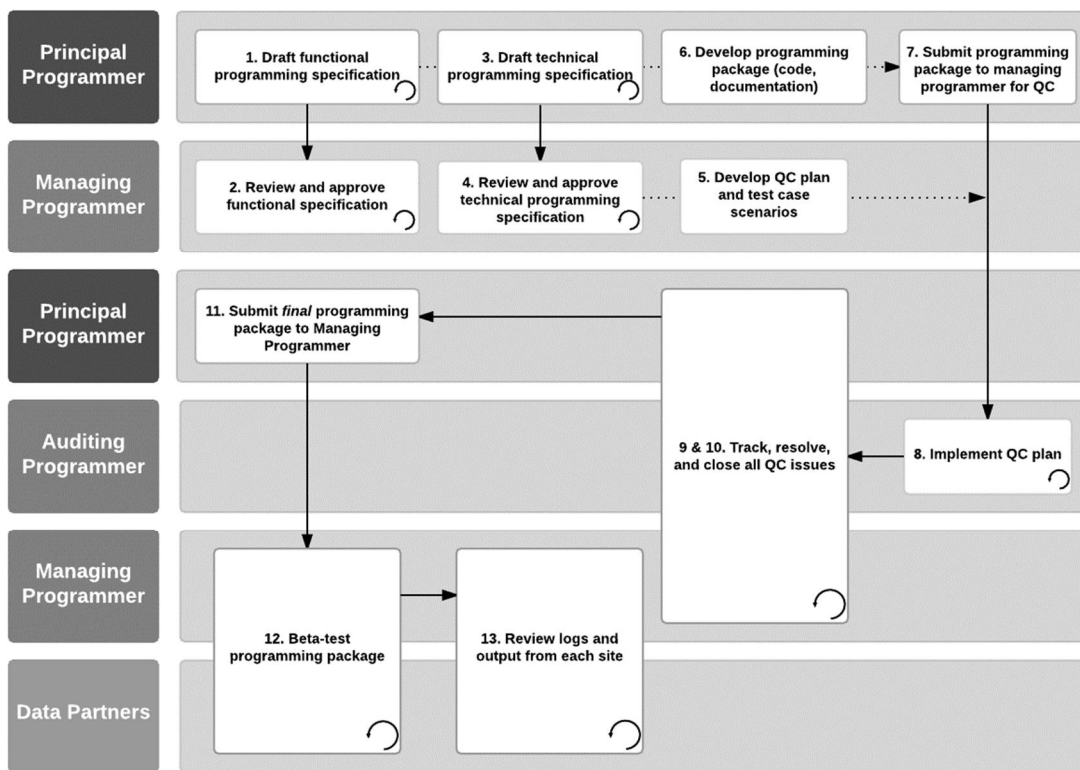 Principal
Programmer
1. Draft functional
programming specification
3. Draft technical
programming specification
6. Develop programming
package (code,
documentation)
7. Submit programming
package to managing
programmer for QC
Managing
Programmer
2. Review and approve
functional specification
4. Review and approve
technical programming
specification
5. Develop QC plan
and test case
scenarios
Principal
Programmer
11. Submit final programming
package to Managing
Programmer
Auditing
Programmer
9 & 10. Track, resolve,
and close all QC issues
8. Implement QC plan
Managing
Programmer
12. Beta-test
programming package
13. Review logs and
output from each site
Data Partners